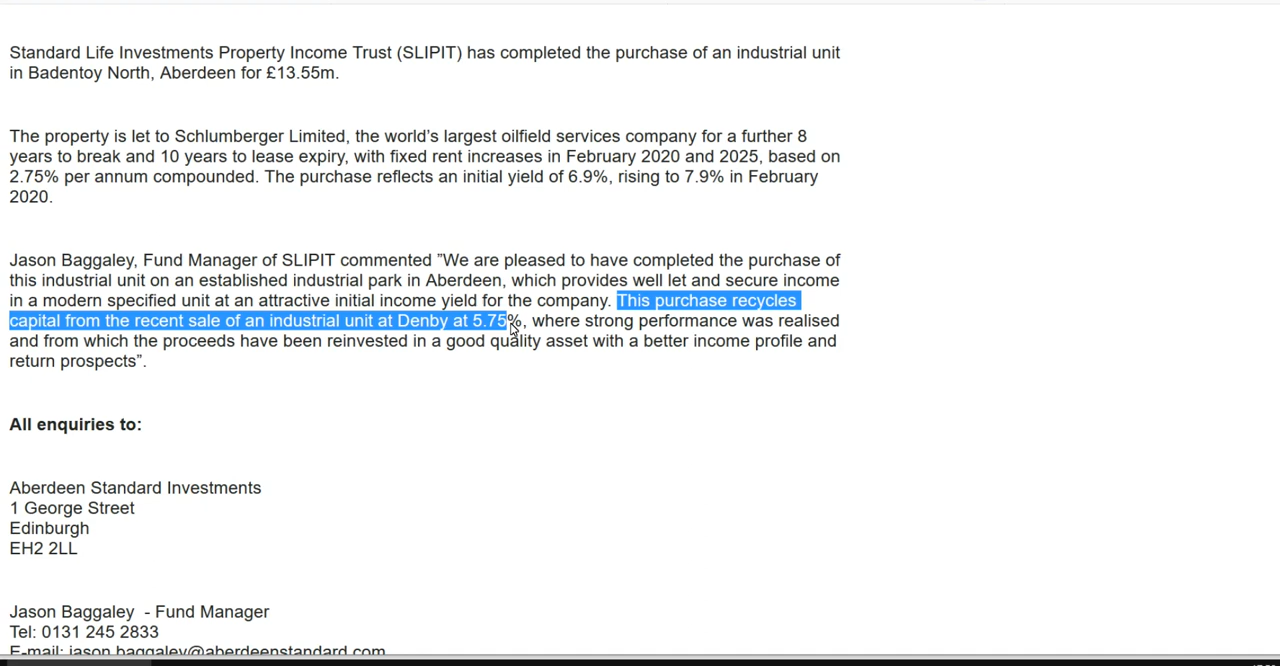 Standard Life Investments Property Income Trust (SLIPIT) has completed the purchase of an industrial unit
in Badentoy North, Aberdeen for £13.55m.
The property is let to Schlumberger Limited, the world’s largest oilfield services company for a further 8
years to break and 10 years to lease expiry, with fixed rent increases in February 2020 and 2025, based on
2.75% per annum compounded. The purchase reflects an initial yield of 6.9%, rising to 7.9% in February
2020.
Jason Baggaley, Fund Manager of SLIPIT commented ”We are pleased to have completed the purchase of
this industrial unit on an established industrial park in Aberdeen, which provides well let and secure income
in a modern specified unit at an attractive initial income yield for the company. This purchase recycles
capital from the recent sale of an industrial unit at Denby at 5.75%, where strong performance was realised
and from which the proceeds have been reinvested in a good quality asset with a better income profile and
return prospects”.
All enquiries to:
Aberdeen Standard Investments
1 George Street
Edinburgh
EH2 2LL
Jason Baggaley - Fund Manager
Tel: 0131 245 2833
E-mail: jason.baggaley@aberdeenstandard.com